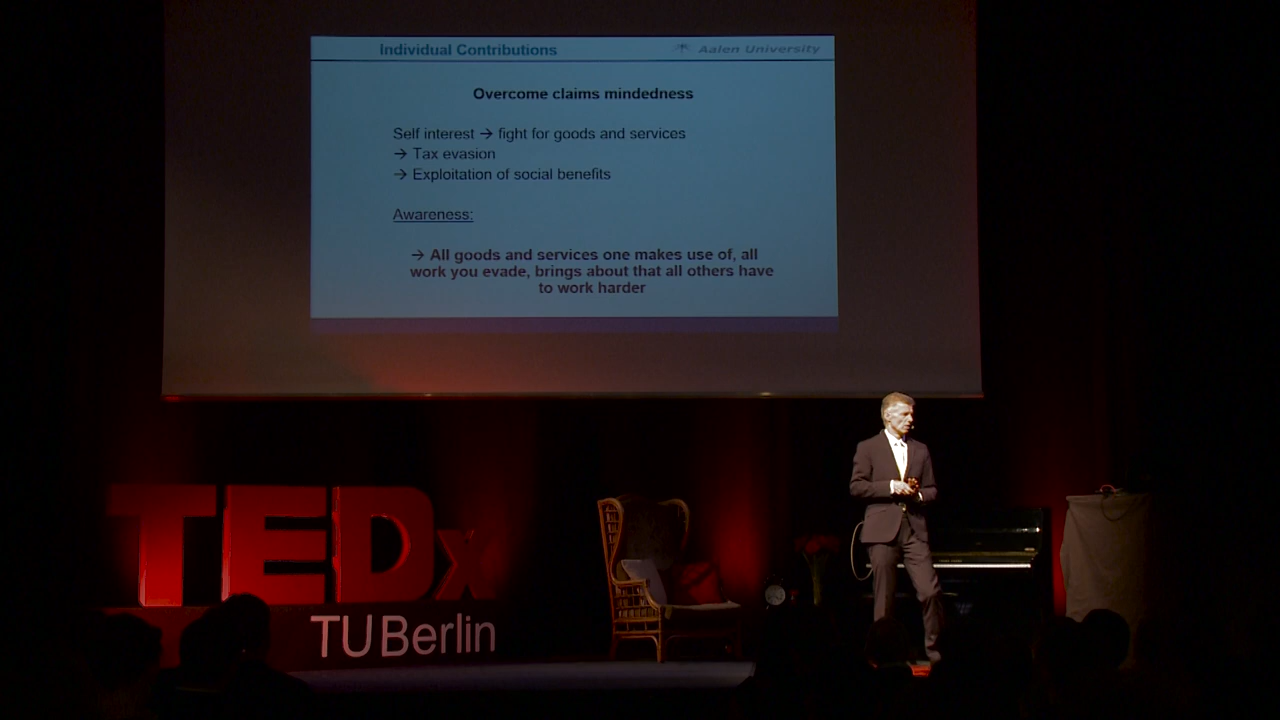 Individual Contributions
Aalen University
Overcome claims mindedness
Self interest → fight for goods and services
→ Tax evasion
→ Exploitation of social benefits
Awareness:
→ All goods and services one makes use of, all
work you evade, brings about that all others have
to work harder
TEDx
TU Berlin